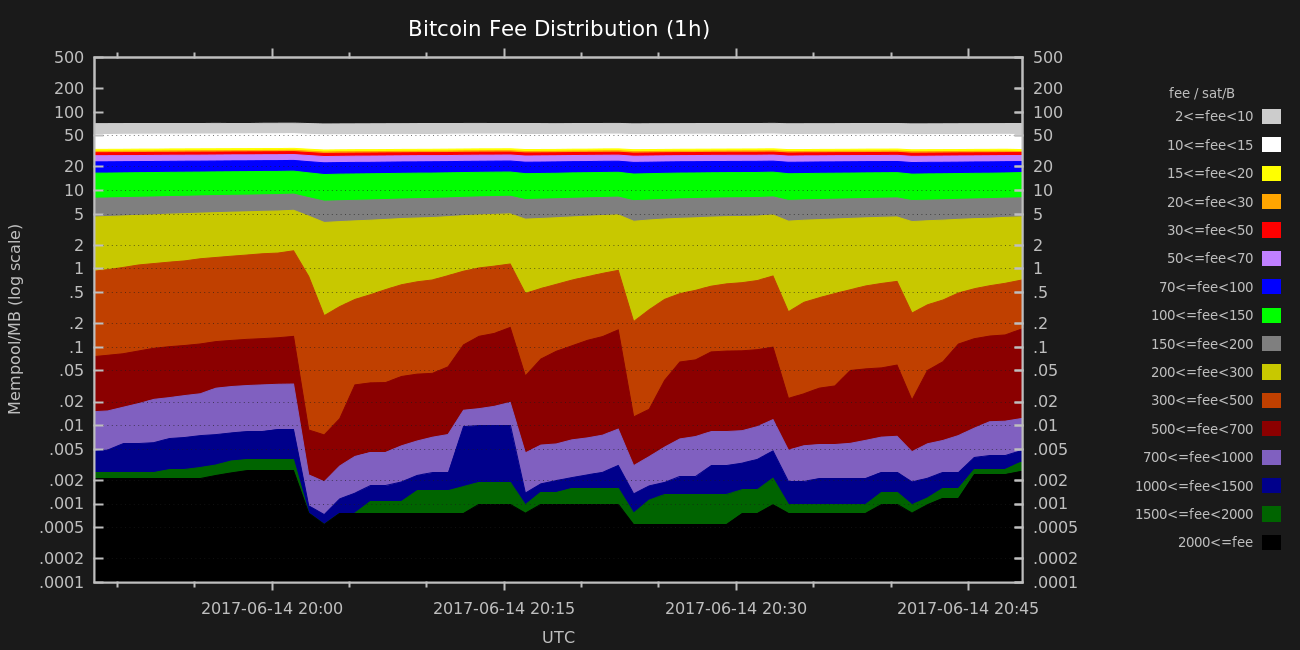 Bitcoin Fee Distribution (1h)
500
200
100
50
20
10
5
2
1
.5
.2
.1
.05
.02
.01
.005
.002
.001
.0005
.0002
.0001
Mempool/MB (log scale)
500
200
100
50
20
10
5
2
1
.5
.2
.1
.05
.02
.01
.005
.002
.001
.0005
.0002
.0001
2017-06-14 20:00
2017-06-14 20:15
2017-06-14 20:30
2017-06-14 20:45
UTC
fee / sat/B
2<=fee<10
10<=fee<15
15<=fee<20
20<=fee<30
30<=fee<50
50<=fee<70
70<=fee<100
100<=fee<150
150<=fee<200
200<=fee<300
300<=fee<500
500<=fee<700
700<=fee<1000
1000<=fee<1500
1500<=fee<2000
2000<=fee